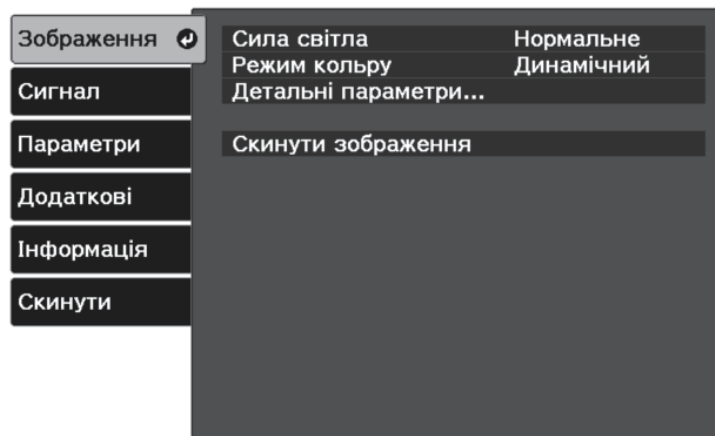 Зображення
Сигнал
Параметри
Додаткові
Інформація
Скинути
Сила світла Нормальне
Режим кольру Динамічний
Детальні параметри...
Скинути зображення